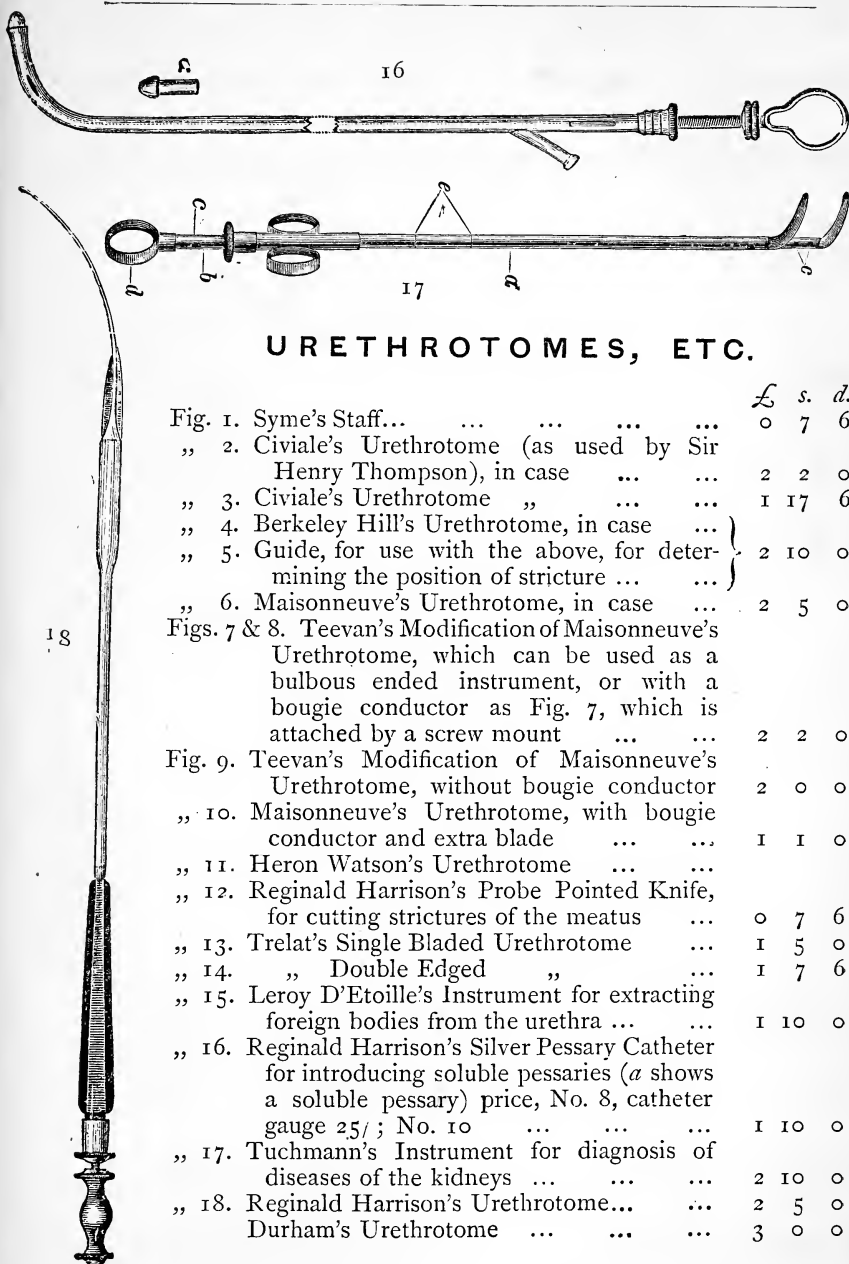 16
a
c
e
d
b
17
a
c
18
URETHROTOMES, ETC.
£ s. d.
Fig. 1. Syme's Staff... ... ... ... ... 0 7 6
„ 2. Civiale's Urethrotome (as used by Sir
Henry Thompson), in case ... ... 2 2 0
„ 3. Civiale's Urethrotome „ ... ... 1 17 6
„ 4. Berkeley Hill's Urethrotome, in case ...
„ 5. Guide, for use with the above, for deter- 2 10 0
mining the position of stricture ... ...
„ 6. Maisonneuve's Urethrotome, in case ... 2 5 0
Figs. 7 & 8. Teevan's Modification of Maisonneuve's
Urethrotome, which can be used as a
bulbous ended instrument, or with a
bougie conductor as Fig. 7, which is
attached by a screw mount ... ... 2 2 0
Fig. 9. Teevan's Modification of Maisonneuve's
Urethrotome, without bougie conductor 2 0 0
„ 10. Maisonneuve's Urethrotome, with bougie
conductor and extra blade ... ... 1 1 0
„ 11. Heron Watson's Urethrotome ... ...
„ 12. Reginald Harrison's Probe Pointed Knife,
for cutting strictures of the meatus ... 0 7 6
„ 13. Trelat's Single Bladed Urethrotome ... 1 5 0
„ 14. „ Double Edged „ ... 1 7 6
„ 15. Leroy D'Etoille's Instrument for extracting
foreign bodies from the urethra ... ... 1 10 0
„ 16. Reginald Harrison's Silver Pessary Catheter
for introducing soluble pessaries (a shows
a soluble pessary) price, No. 8, catheter
gauge 25/; No. 10 ... ... ... 1 10 0
„ 17. Tuchmann's Instrument for diagnosis of
diseases of the kidneys ... ... ... 2 10 0
„ 18. Reginald Harrison's Urethrotome... ... 2 5 0
Durham's Urethrotome ... ... ... 3 0 0